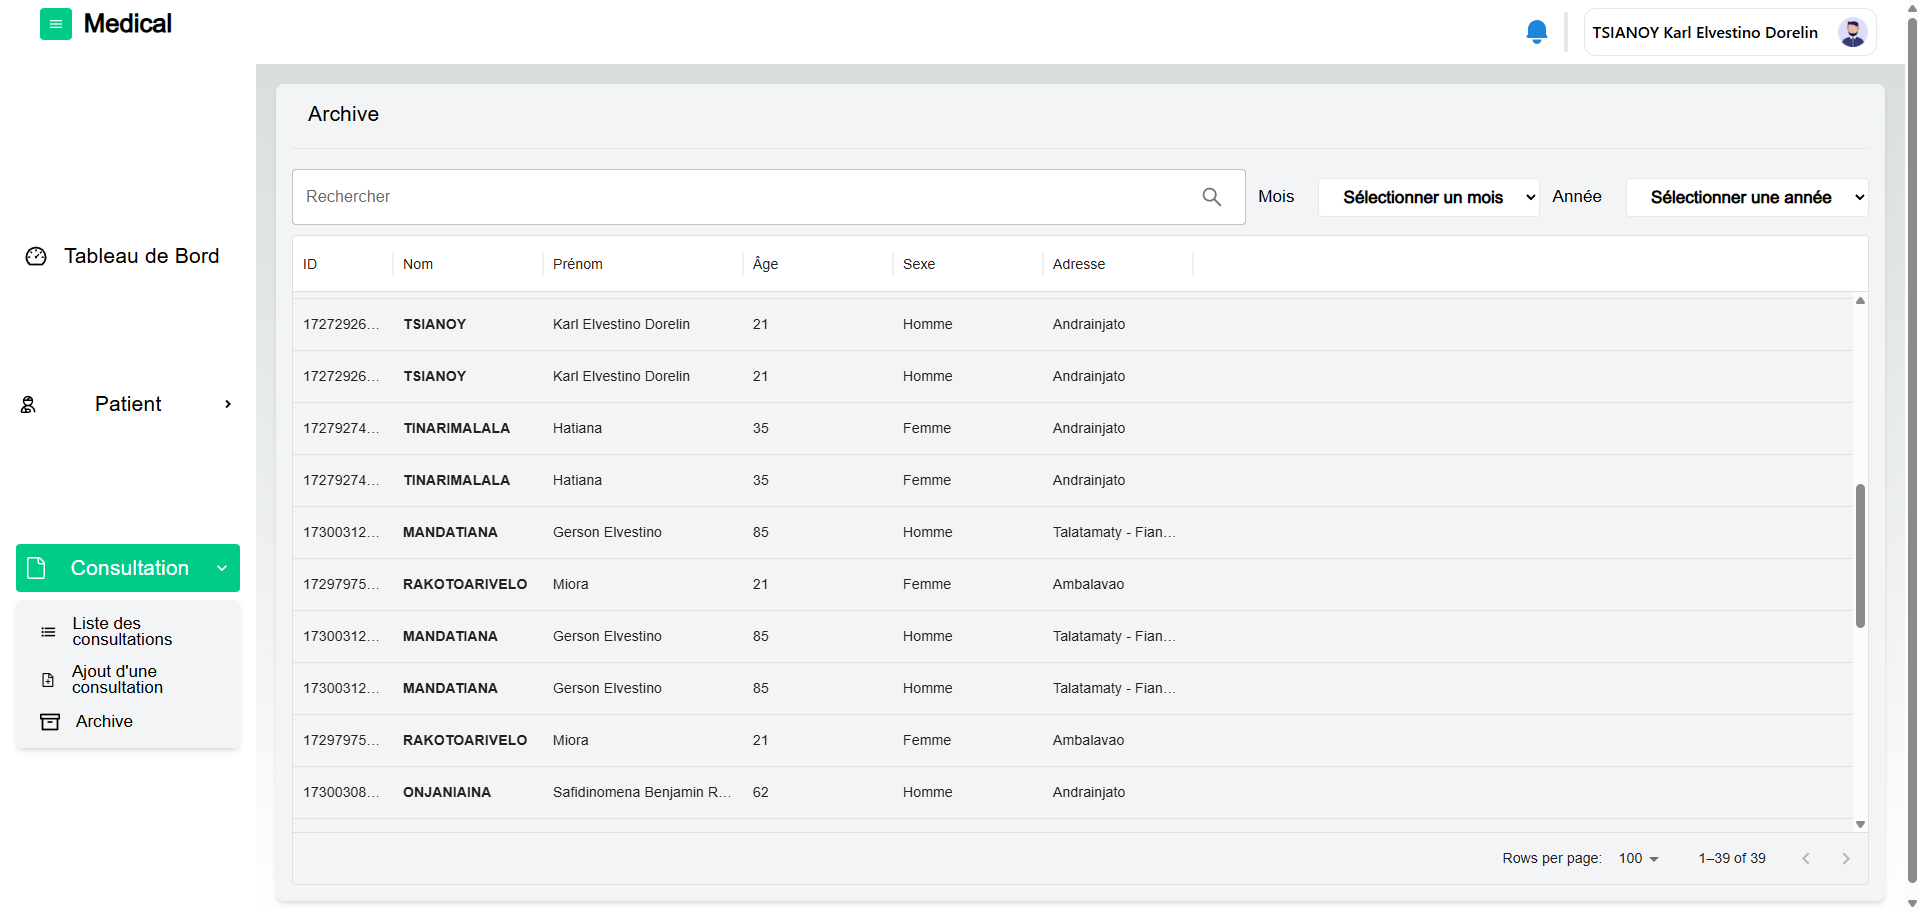 Medical
TSIANOY Karl Elvestino Dorelin
Tableau de Bord
Patient
Consultation
Liste des
consultations
Ajout d'une
consultation
Archive
Archive
Rechercher
Mois
Sélectionner un mois
Année
Sélectionner une année
ID Nom Prénom Âge Sexe Adresse
17272926... TSIANOY Karl Elvestino Dorelin 21 Homme Andrainjato
17272926... TSIANOY Karl Elvestino Dorelin 21 Homme Andrainjato
17279274... TINARIMALALA Hatiana 35 Femme Andrainjato
17279274... TINARIMALALA Hatiana 35 Femme Andrainjato
17300312... MANDATIANA Gerson Elvestino 85 Homme Talatamaty - Fian...
17297975... RAKOTOARIVELO Miora 21 Femme Ambalavao
17300312... MANDATIANA Gerson Elvestino 85 Homme Talatamaty - Fian...
17300312... MANDATIANA Gerson Elvestino 85 Homme Talatamaty - Fian...
17297975... RAKOTOARIVELO Miora 21 Femme Ambalavao
17300308... ONJANIAINA Safidinomena Benjamin R... 62 Homme Andrainjato
Rows per page: 100 1–39 of 39